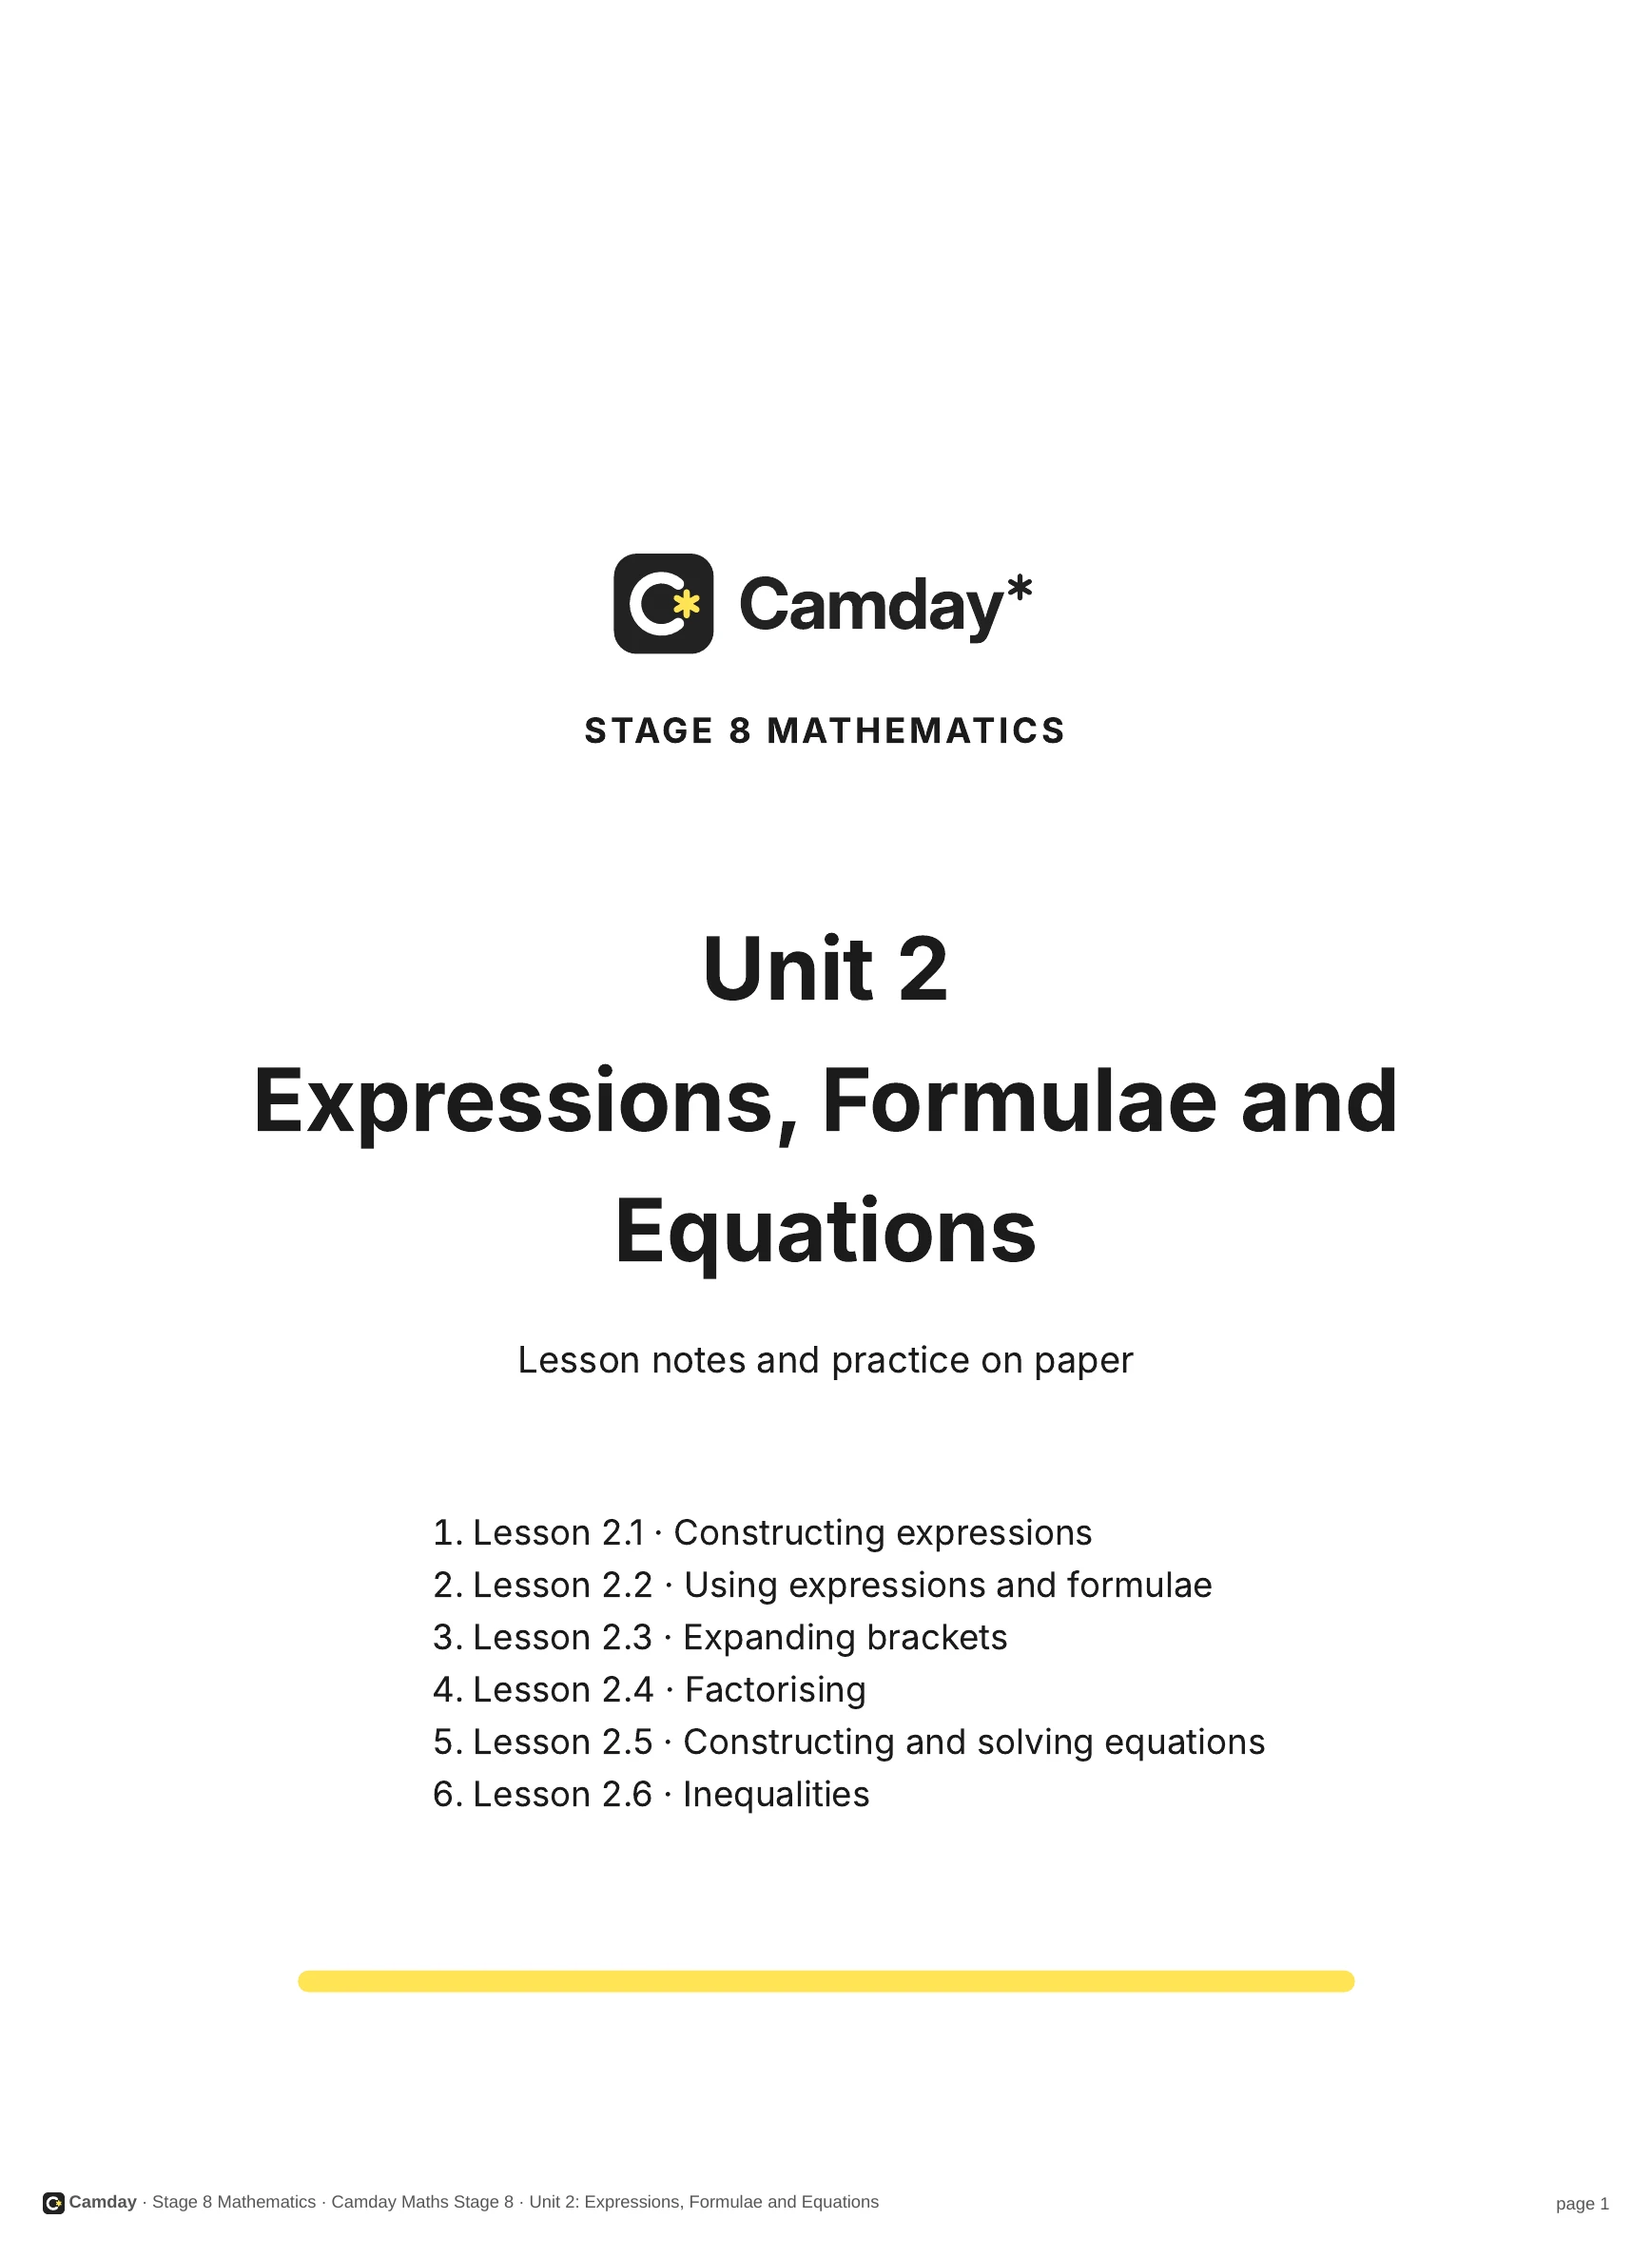 Camday*
STAGE 8 MATHEMATICS
Unit 2
Expressions, Formulae and
Equations
Lesson notes and practice on paper
1. Lesson 2.1 · Constructing expressions
2. Lesson 2.2 · Using expressions and formulae
3. Lesson 2.3 · Expanding brackets
4. Lesson 2.4 · Factorising
5. Lesson 2.5 · Constructing and solving equations
6. Lesson 2.6 · Inequalities
Camday · Stage 8 Mathematics · Camday Maths Stage 8 · Unit 2: Expressions, Formulae and Equations
page 1